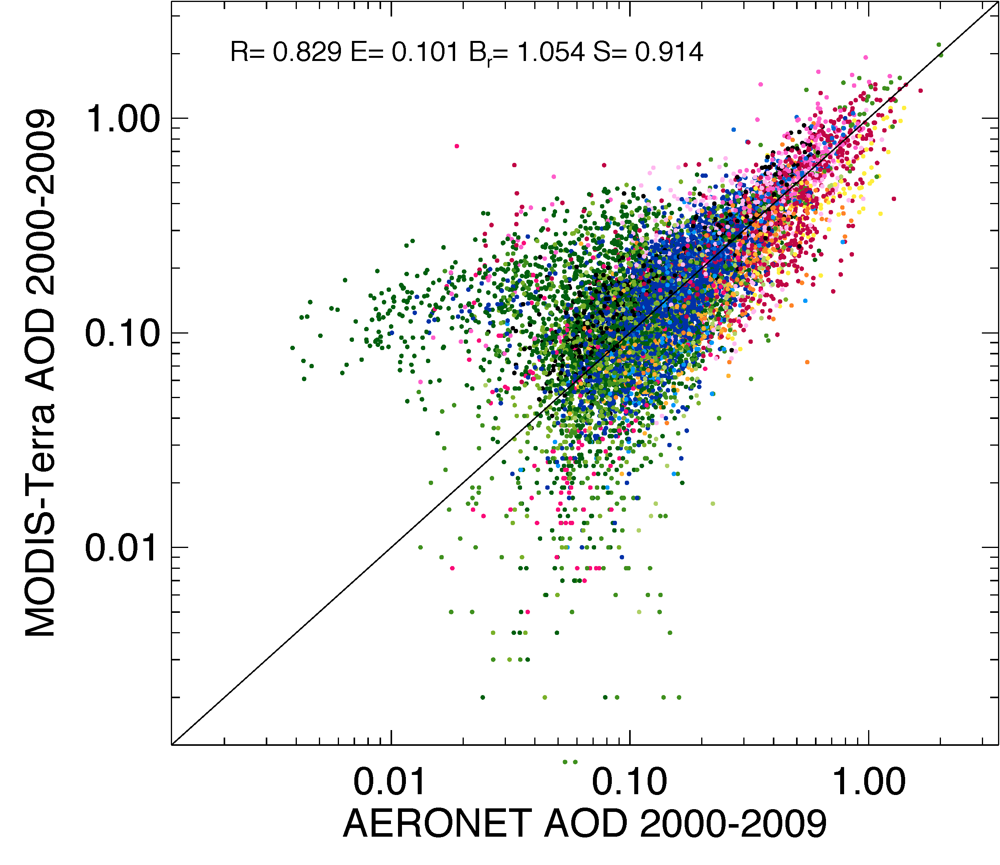 R= 0.829 E= 0.101 Br= 1.054 S= 0.914
MODIS-Terra AOD 2000-2009
1.00
0.10
0.01
0.01 0.10 1.00
AERONET AOD 2000-2009